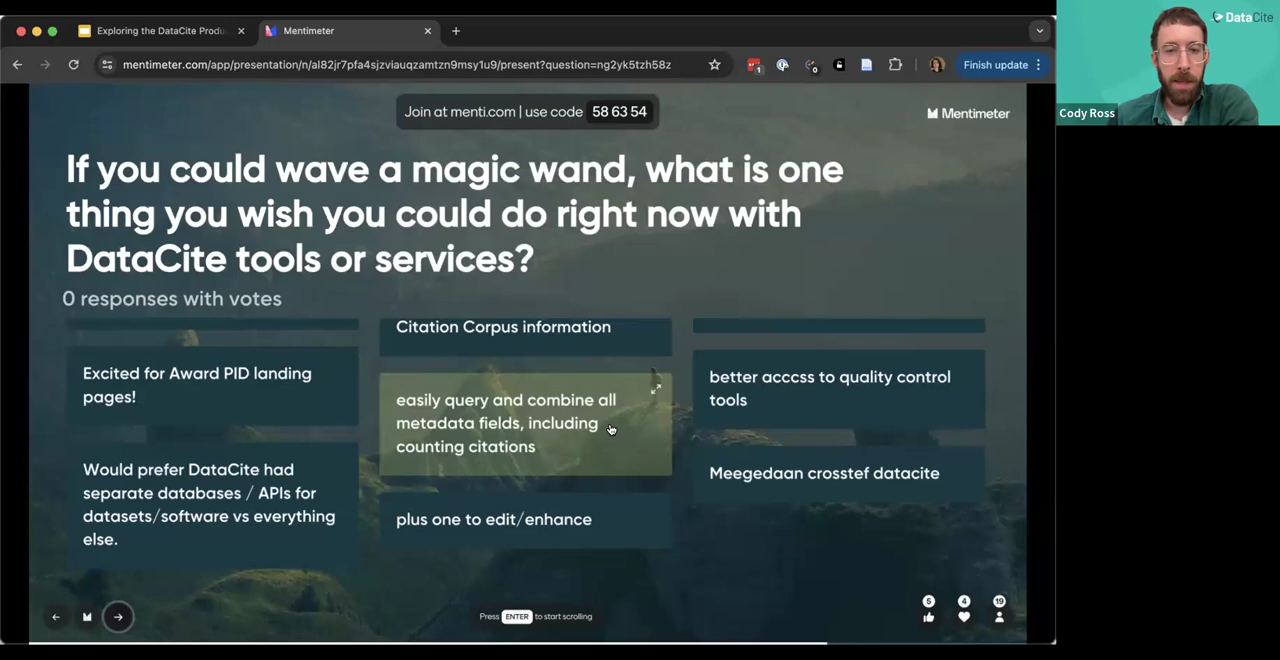 Exploring the DataCite Produ
Mentimeter
mentimeter.com/app/presentation/n/al82jr7pfa4sjzviauqzamtzn9msy1u9/present?question=ng2yk5tzh58z
1
0
Finish update
DataCite
Cody Ross
Join at menti.com | use code 58 63 54
Mentimeter
If you could wave a magic wand, what is one
thing you wish you could do right now with
DataCite tools or services?
0 responses with votes
Excited for Award PID landing
pages!
Would prefer DataCite had
separate databases / APIs for
datasets/software vs everything
else.
Citation Corpus information
easily query and combine all
metadata fields, including
counting citations
plus one to edit/enhance
better acccss to quality control
tools
Meegedaan crosstef datacite
Press ENTER to start scrolling
5
4
19